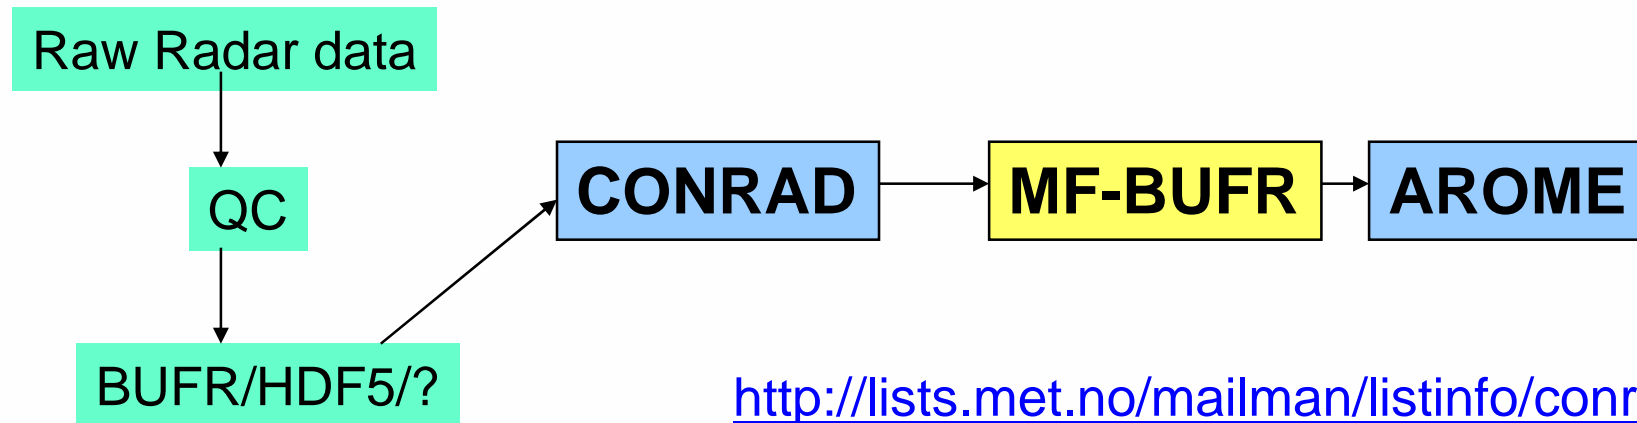 Raw Radar data
QC
BUFR/HDF5/?
CONRAD
MF-BUFR
AROME
http://lists.met.no/mailman/listinfo/conr